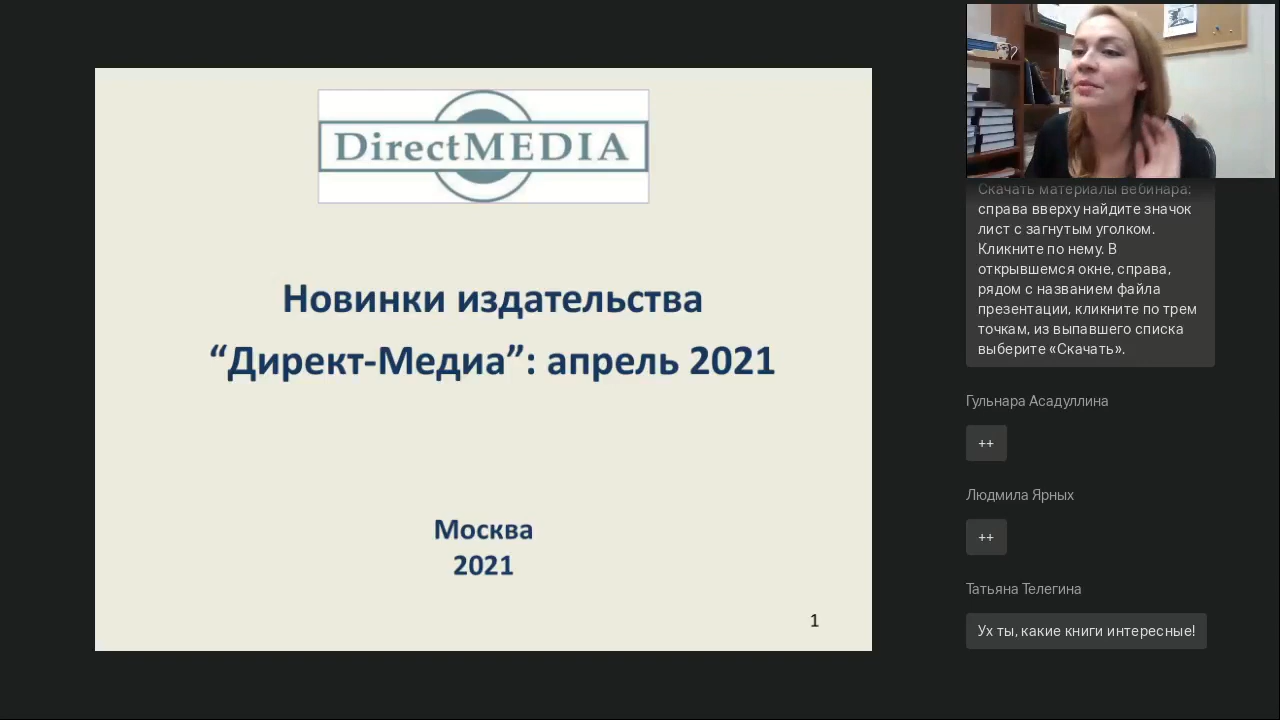 DirectMEDIA
Новинки издательства
“Директ-Медиа”: апрель 2021
Москва
2021
1
Скачать материалы вебинара:
справа вверху найдите значок
лист с загнутым уголком.
Кликните по нему. В
открывшемся окне, справа,
рядом с названием файла
презентации, кликните по трем
точкам, из выпавшего списка
выберите «Скачать».
Гульнара Асадуллина
++
Людмила Ярных
++
Татьяна Телегина
Ух ты, какие книги интересные!